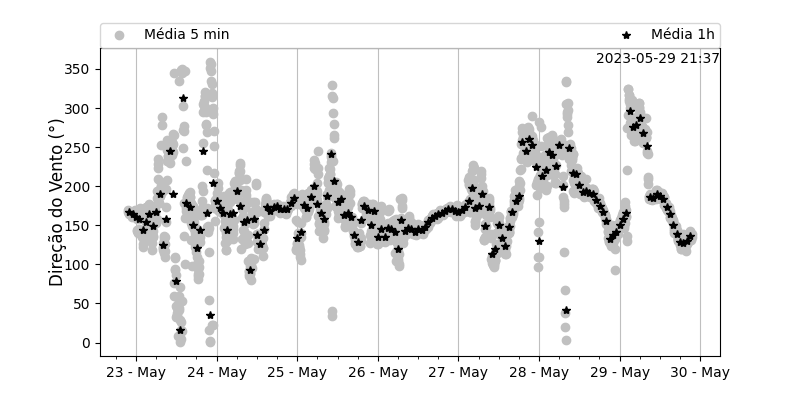 Média 5 min
Média 1h
2023-05-29 21:37
Direção do Vento (°)
350
300
250
200
150
100
50
0
23 - May
24 - May
25 - May
26 - May
27 - May
28 - May
29 - May
30 - May